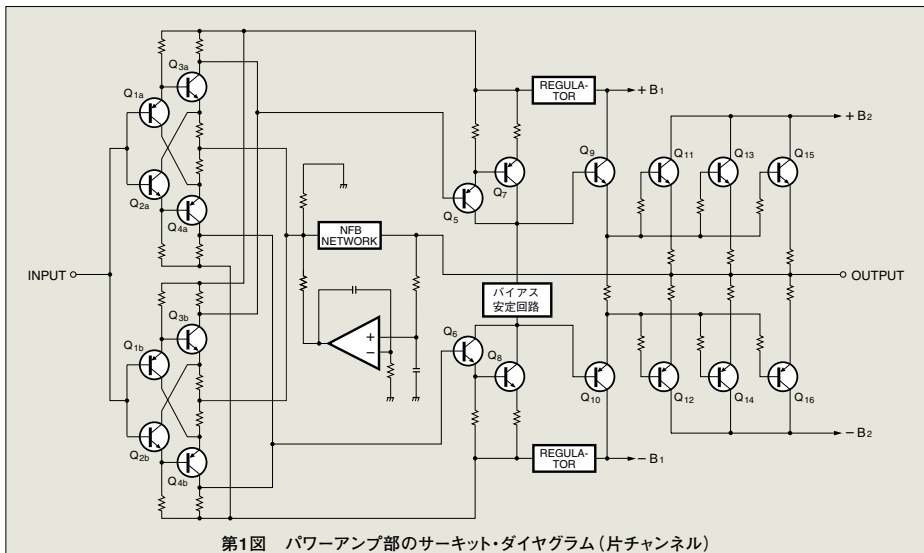 Q1a
Q3a
Q2a
Q4a
INPUT
Q1b
Q3b
Q2b
Q4b
NFB
NETWORK
+
−
Q5
Q7
REGULA-
TOR
+B1
Q9
+B2
Q11
Q13
Q15
バイアス
安定回路
OUTPUT
Q6
Q8
Q10
Q12
Q14
Q16
−B2
REGULA-
TOR
−B1
第1図 パワーアンプ部のサーキット・ダイヤグラム(片チャンネル)